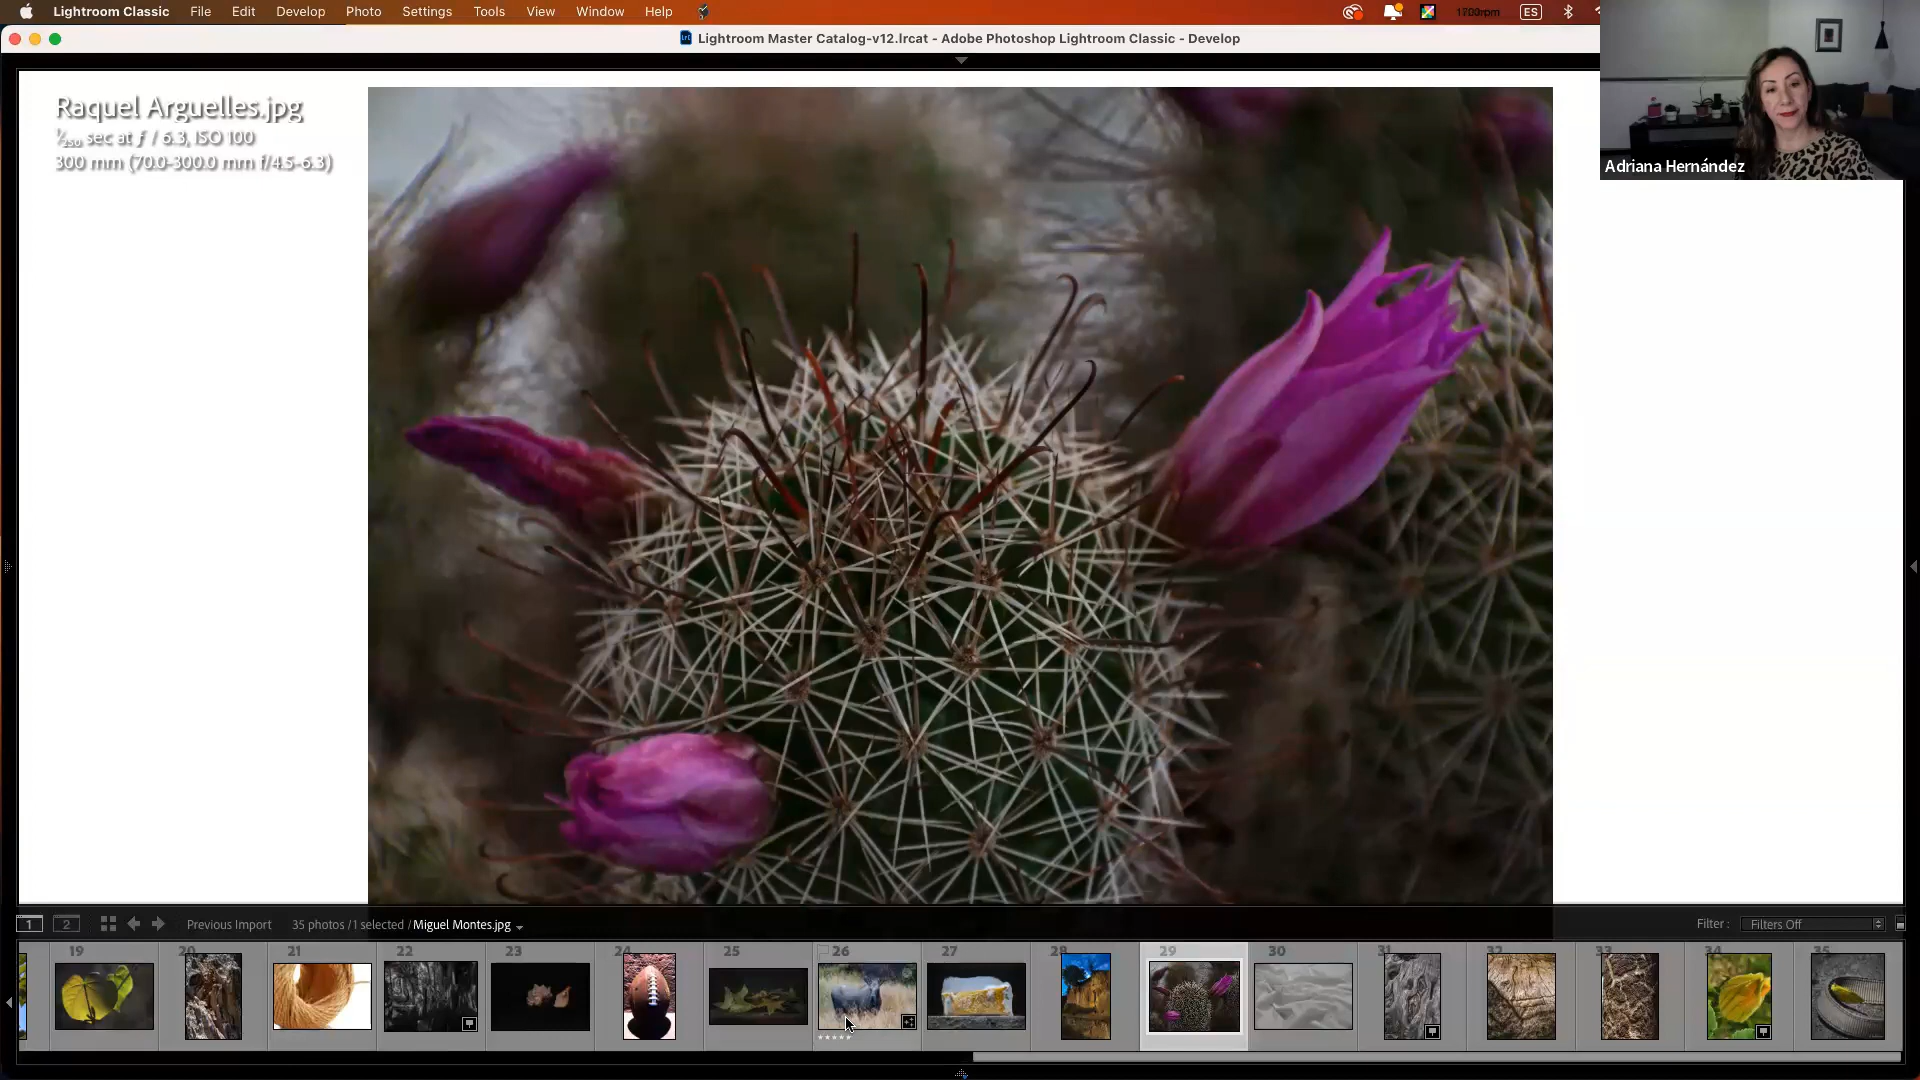 Lightroom Classic File Edit Develop Photo Settings Tools View Window Help 1700rpm ES
Lightroom Master Catalog-v12.lrcat - Adobe Photoshop Lightroom Classic - Develop
Raquel Arguelles.jpg
1/250 sec at ƒ / 6.3, ISO 100
300 mm (70.0-300.0 mm f/4.5-6.3)
Adriana Hernández
1 2 Previous Import 35 photos / 1 selected / Miguel Montes.jpg Filter : Filters Off
19 20 21 22 23 24 25 26 27 28 29 30 31 32 33 34 35